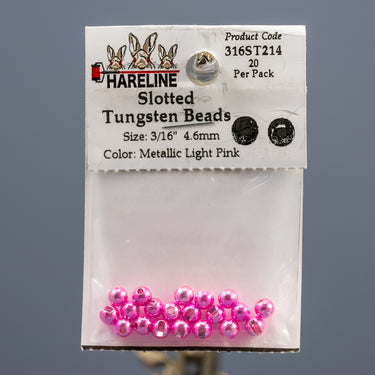 Product Code
316ST214
20
Per Pack
HARELINE
Slotted
Tungsten Beads
Size: 3/16" 4.6mm
Color: Metallic Light Pink